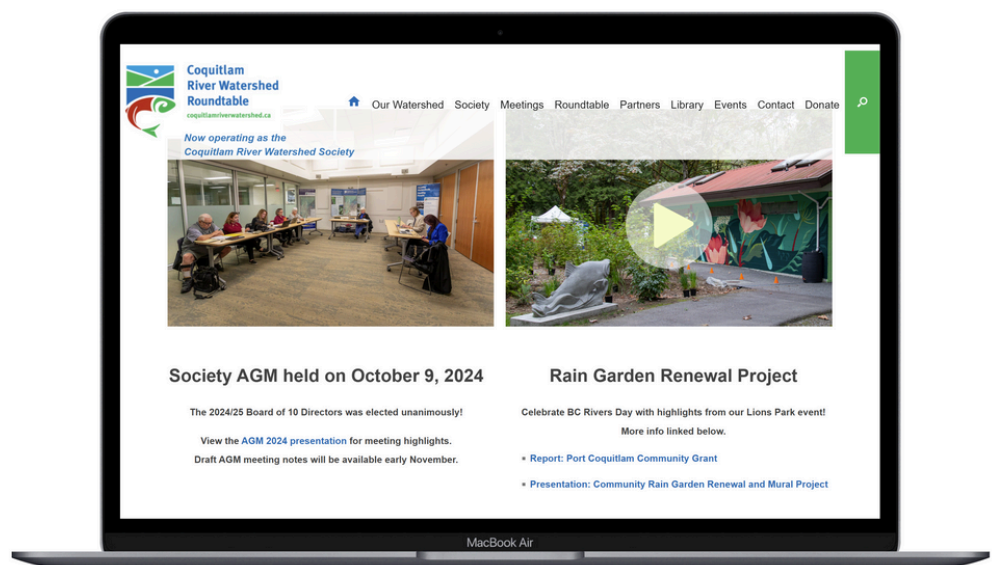 Coquitlam
River Watershed
Roundtable
coquitlamriverwatershed.ca
Now operating as the
Coquitlam River Watershed Society
Our Watershed Society Meetings Roundtable Partners Library Events Contact Donate
Society AGM held on October 9, 2024
The 2024/25 Board of 10 Directors was elected unanimously!
View the AGM 2024 presentation for meeting highlights.
Draft AGM meeting notes will be available early November.
Rain Garden Renewal Project
Celebrate BC Rivers Day with highlights from our Lions Park event!
More info linked below.
Report: Port Coquitlam Community Grant
Presentation: Community Rain Garden Renewal and Mural Project
MacBook Air